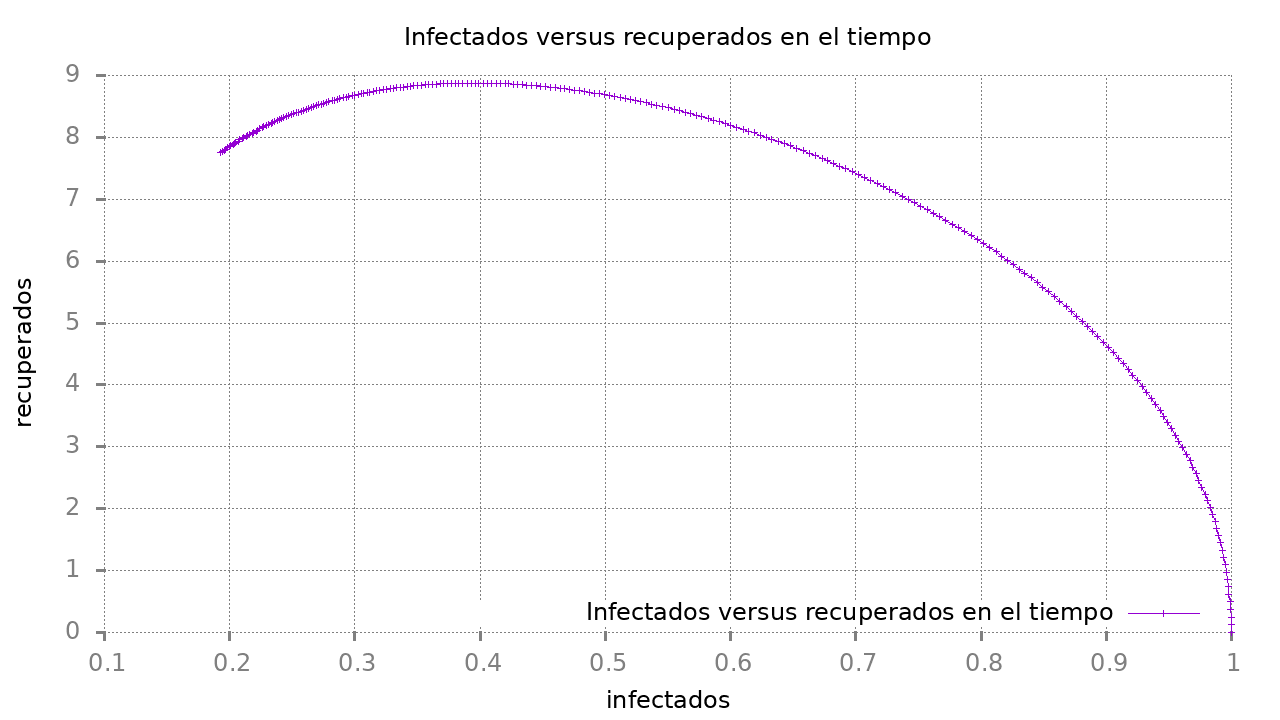 Infectados versus recuperados en el tiempo
9
8
7
6
5
4
3
2
1
0
recuperados
Infectados versus recuperados en el tiempo
0.1 0.2 0.3 0.4 0.5 0.6 0.7 0.8 0.9 1
infectados